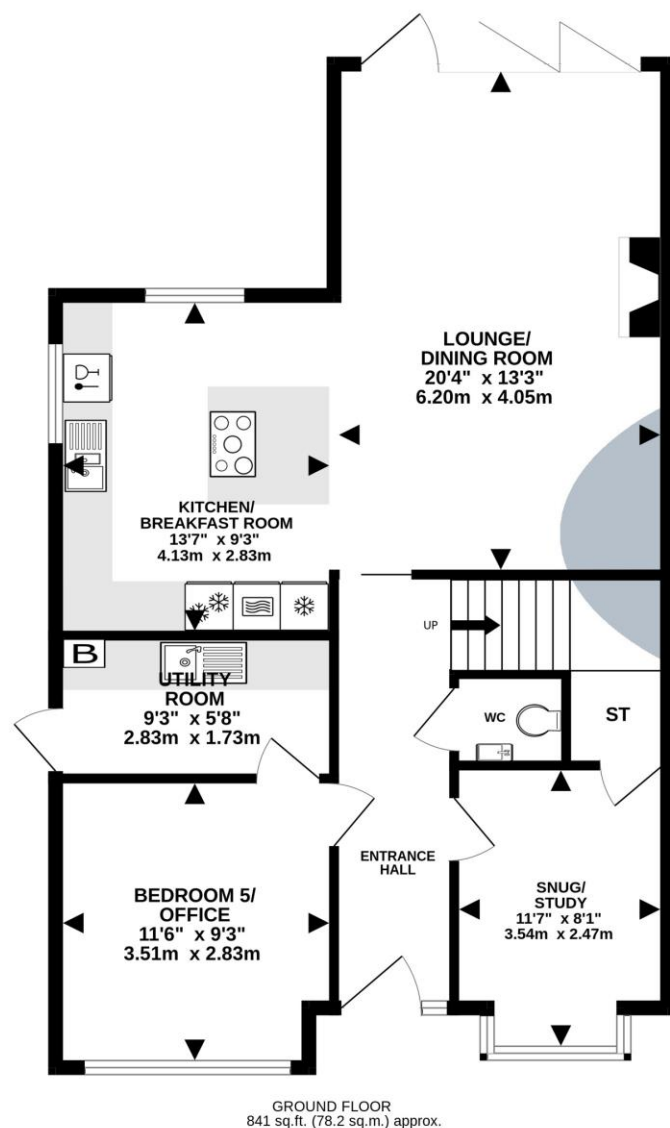 LOUNGE/
DINING ROOM
20'4" x 13'3"
6.20m x 4.05m
KITCHEN/
BREAKFAST ROOM
13'7" x 9'3"
4.13m x 2.83m
UP
B
UTILITY
ROOM
9'3" x 5'8"
2.83m x 1.73m
WC
ST
ENTRANCE
HALL
BEDROOM 5/
OFFICE
11'6" x 9'3"
3.51m x 2.83m
SNUG/
STUDY
11'7" x 8'1"
3.54m x 2.47m
GROUND FLOOR
841 sq.ft. (78.2 sq.m.) approx.